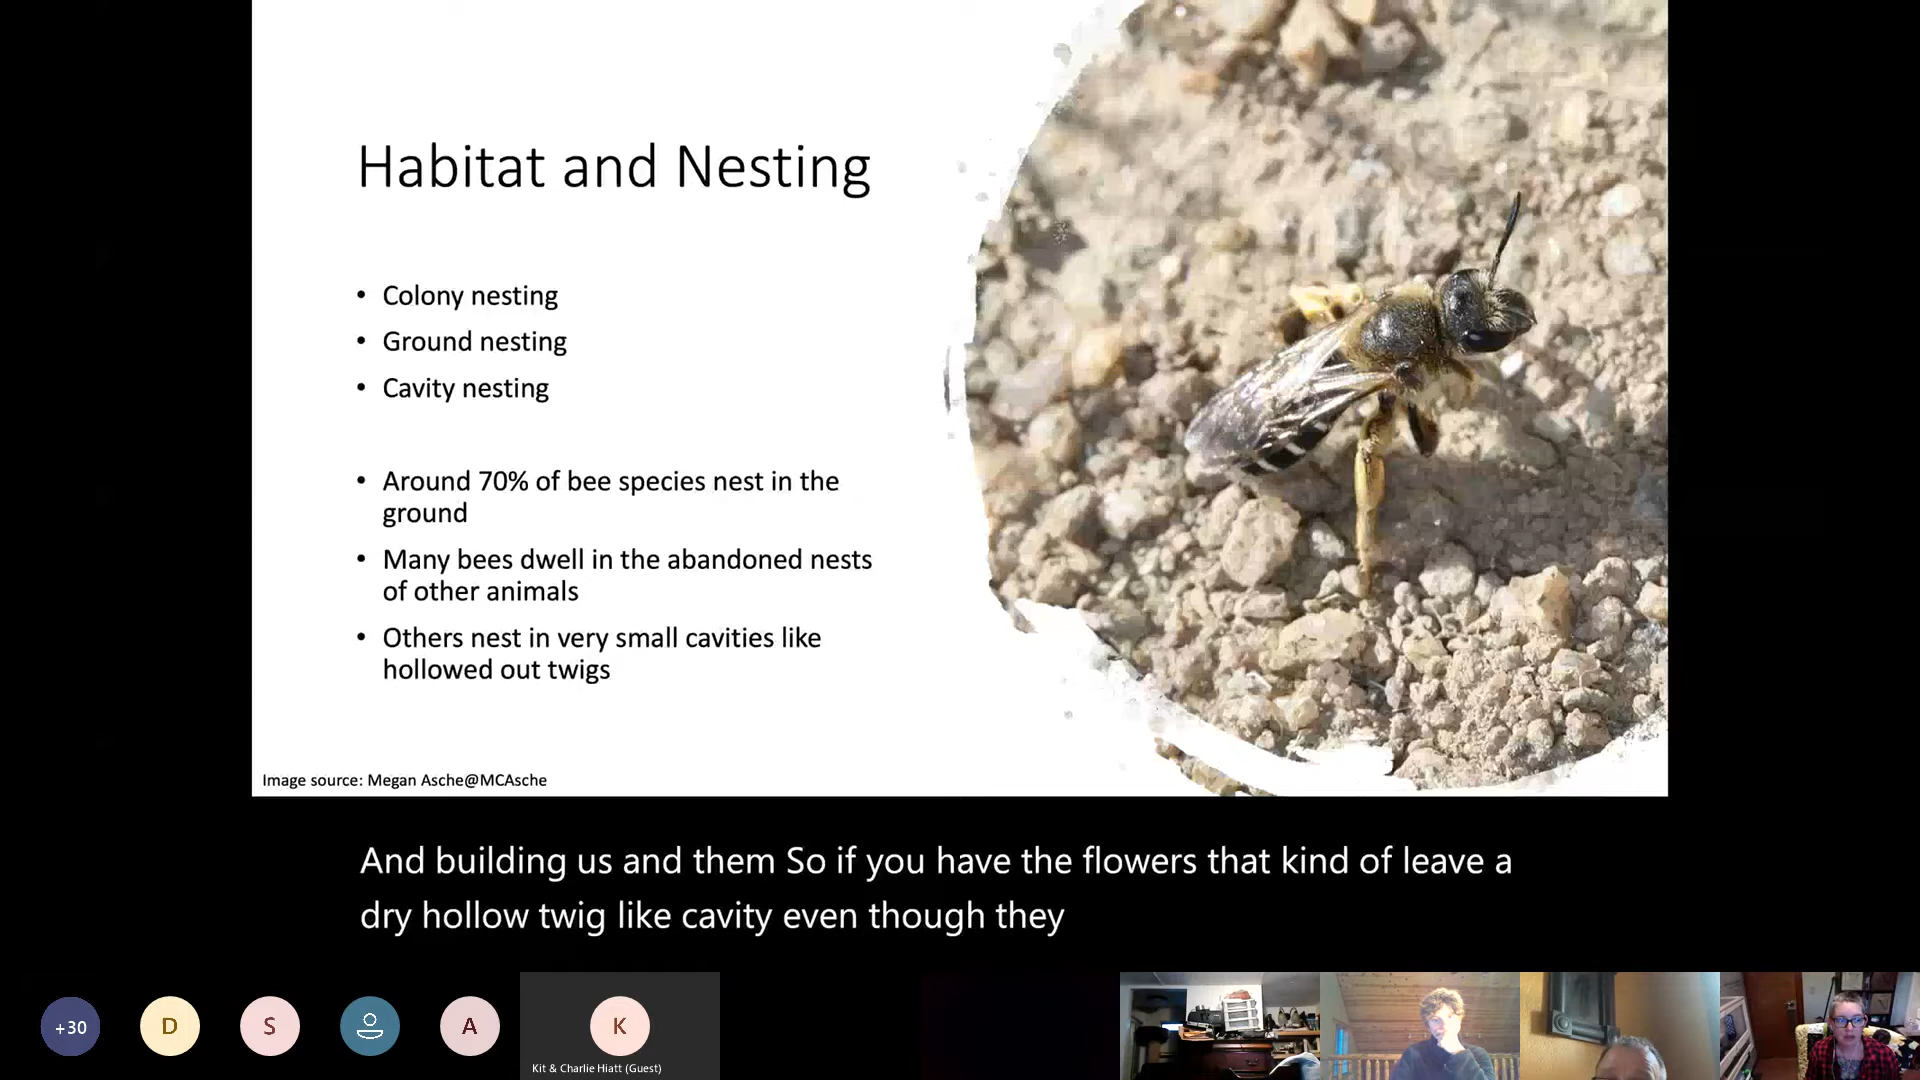 Habitat and Nesting
• Colony nesting
• Ground nesting
• Cavity nesting
• Around 70% of bee species nest in the
ground
• Many bees dwell in the abandoned nests
of other animals
• Others nest in very small cavities like
hollowed out twigs
Image source: Megan Asche@MCAsche
And building us and them So if you have the flowers that kind of leave a
dry hollow twig like cavity even though they
+30
D
S
A
K
Kit & Charlie Hiatt (Guest)